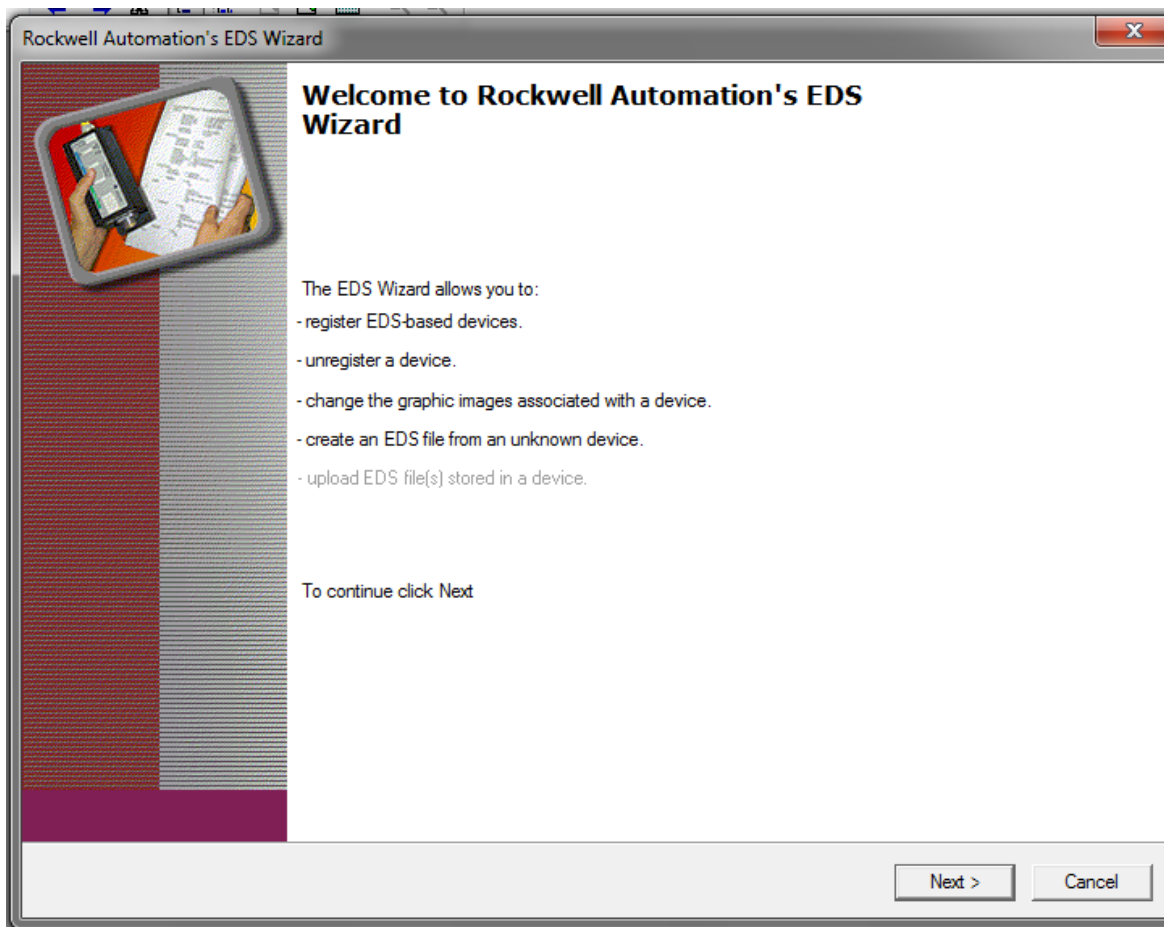 Rockwell Automation's EDS Wizard
Welcome to Rockwell Automation's EDS
Wizard
The EDS Wizard allows you to:
- register EDS-based devices.
- unregister a device.
- change the graphic images associated with a device.
- create an EDS file from an unknown device.
- upload EDS file(s) stored in a device.
To continue click Next
Next >
Cancel